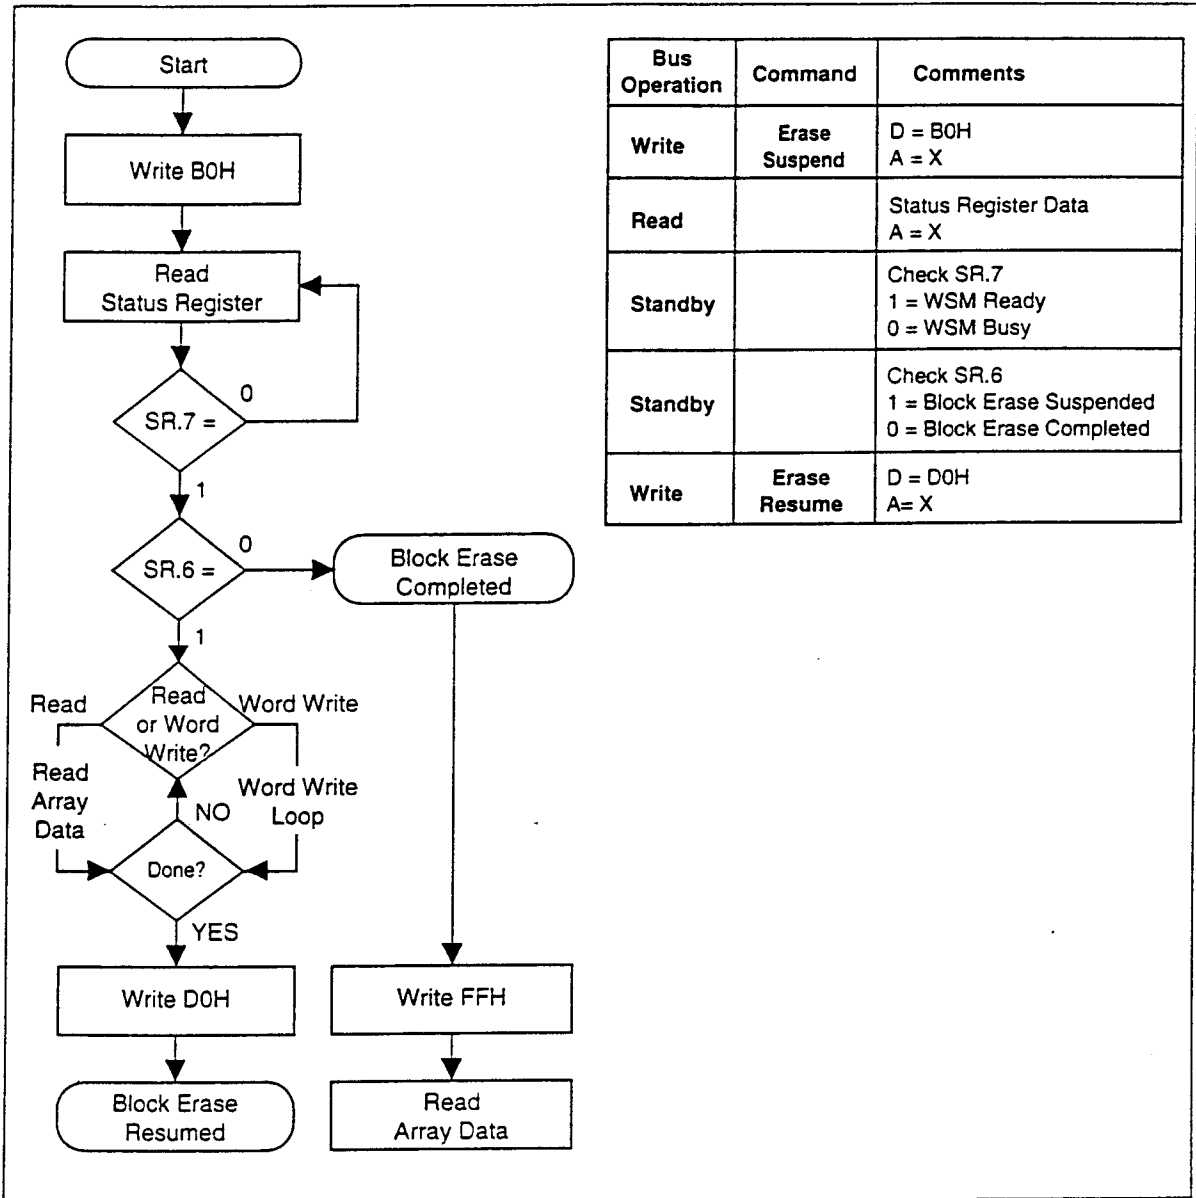 Start
Write B0H
Read
Status Register
SR.7 =
0
1
SR.6 =
0
1
Block Erase
Completed
Read
or Word
Write?
Read
Word Write
Read
Array
Data
Word Write
Loop
NO
Done?
YES
Write D0H
Write FFH
Block Erase
Resumed
Read
Array Data
Bus
Operation
Command
Comments
Write
Erase
Suspend
D = B0H
A = X
Read
Status Register Data
A = X
Standby
Check SR.7
1 = WSM Ready
0 = WSM Busy
Standby
Check SR.6
1 = Block Erase Suspended
0 = Block Erase Completed
Write
Erase
Resume
D = D0H
A= X